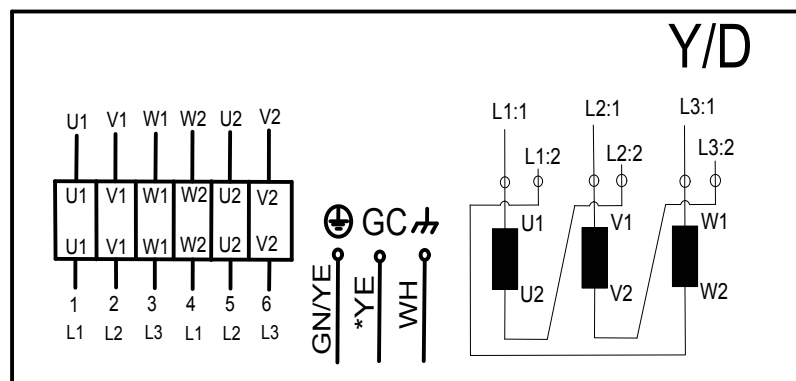 Y/D
U1 V1 W1 W2 U2 V2
U1 V1 W1 W2 U2 V2
U1 V1 W1 W2 U2 V2
1 2 3 4 5 6
L1 L2 L3 L1 L2 L3
GC
GN/YE
*YE
WH
L1:1 L2:1 L3:1
L1:2 L2:2 L3:2
U1 V1 W1
U2 V2 W2